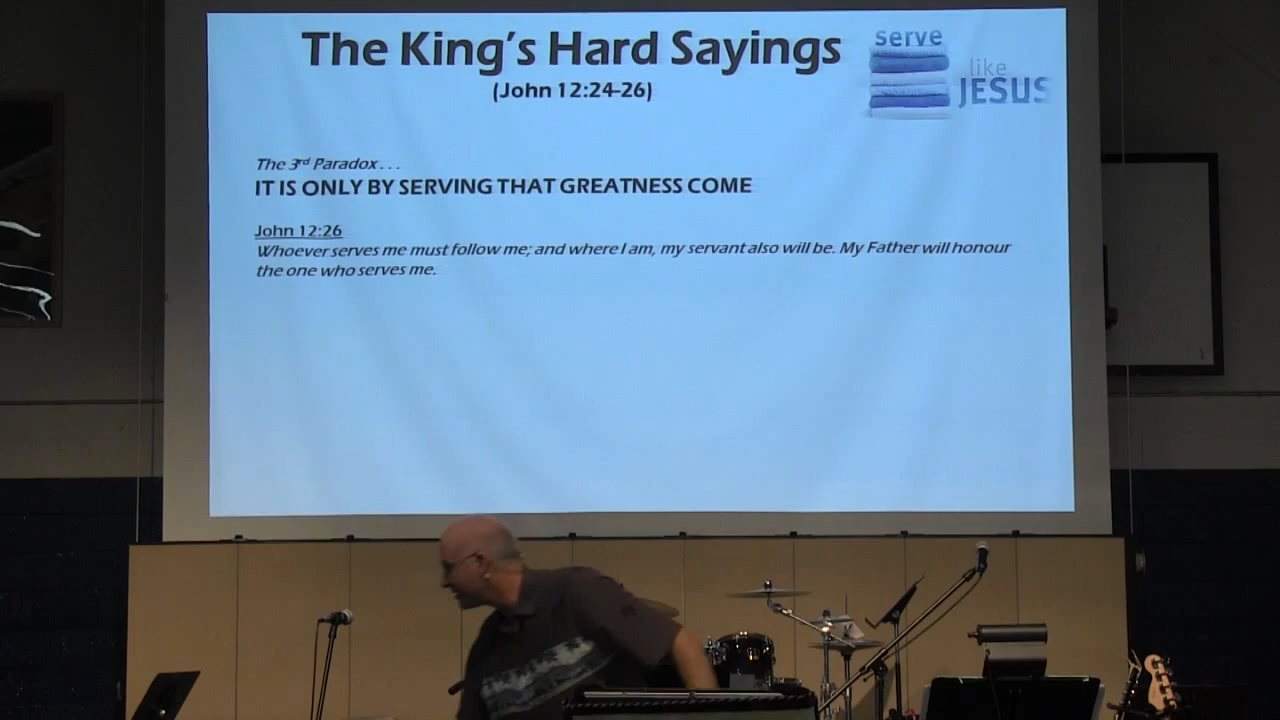 The King's Hard Sayings
(John 12:24-26)
serve
like
JESUS
The 3rd Paradox . . .
IT IS ONLY BY SERVING THAT GREATNESS COME
John 12:26
Whoever serves me must follow me; and where I am, my servant also will be. My Father will honour
the one who serves me.